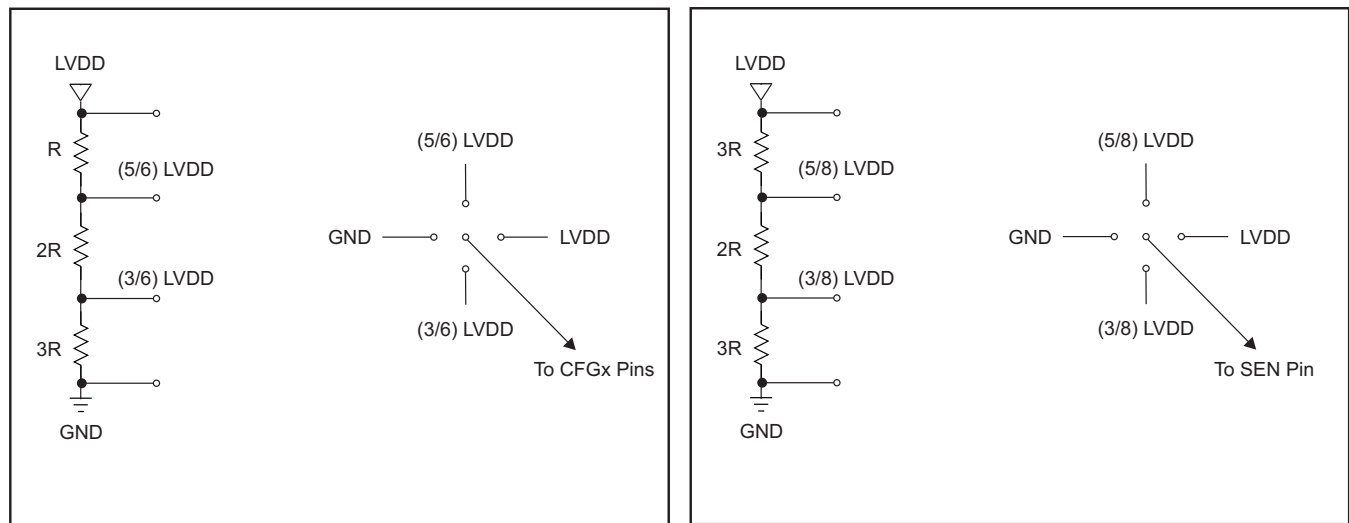 LVDD
R
(5/6) LVDD
2R
(3/6) LVDD
3R
GND
(5/6) LVDD
GND
LVDD
(3/6) LVDD
To CFGx Pins
LVDD
3R
(5/8) LVDD
2R
(3/8) LVDD
3R
GND
(5/8) LVDD
GND
LVDD
(3/8) LVDD
To SEN Pin